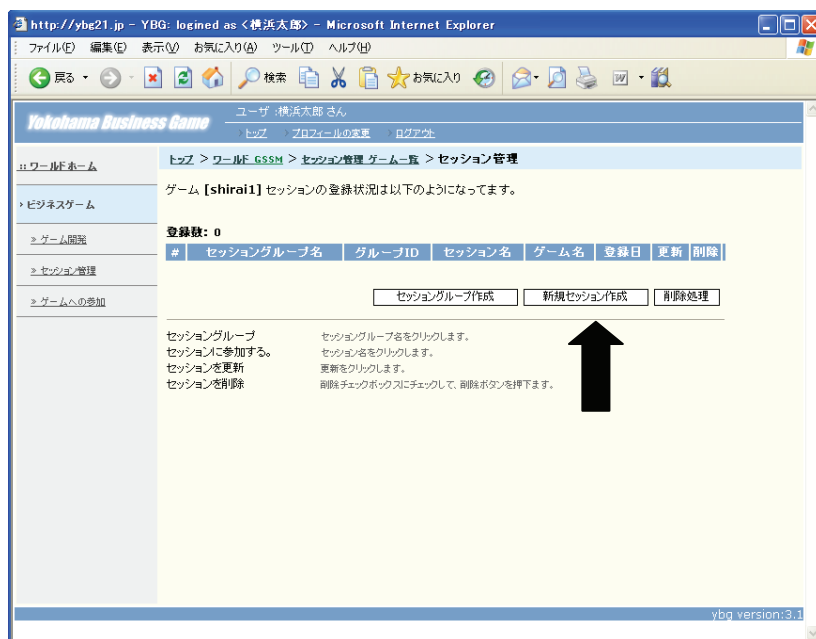 http://ybg21.jp - YBG: logined as <横浜太郎> - Microsoft Internet Explorer
ファイル(F) 編集(E) 表示(V) お気に入り(A) ツール(T) ヘルプ(H)
戻る 検索 お気に入り
Yokohama Business Game
ユーザ :横浜太郎 さん
> トップ > プロフィールの変更 > ログアウト
:: ワールドホーム
トップ > ワールド GSSM > セッション管理 ゲーム一覧 > セッション管理
ゲーム [shirai1] セッションの登録状況は以下のようになってます。
› ビジネスゲーム
» ゲーム開発
» セッション管理
» ゲームへの参加
登録数: 0
# セッショングループ名 グループID セッション名 ゲーム名 登録日 更新 削除
セッショングループ作成 新規セッション作成 削除処理
セッショングループ セッショングループ名をクリックします。
セッションに参加する。 セッション名をクリックします。
セッションを更新 更新をクリックします。
セッションを削除 削除チェックボックスにチェックして、削除ボタンを押下ます。
ybg version:3.1